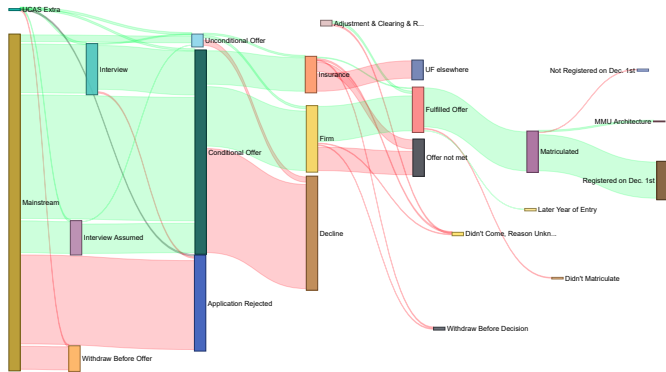 UCAS Extra
Adjustment & Clearing & R...
Unconditional Offer
Interview
Insurance
UF elsewhere
Not Registered on Dec. 1st
Fulfilled Offer
MMU Architecture
Firm
Conditional Offer
Offer not met
Matriculated
Registered on Dec. 1st
Mainstream
Later Year of Entry
Interview Assumed
Decline
Didn't Come, Reason Unkn...
Didn't Matriculate
Application Rejected
Withdraw Before Decision
Withdraw Before Offer